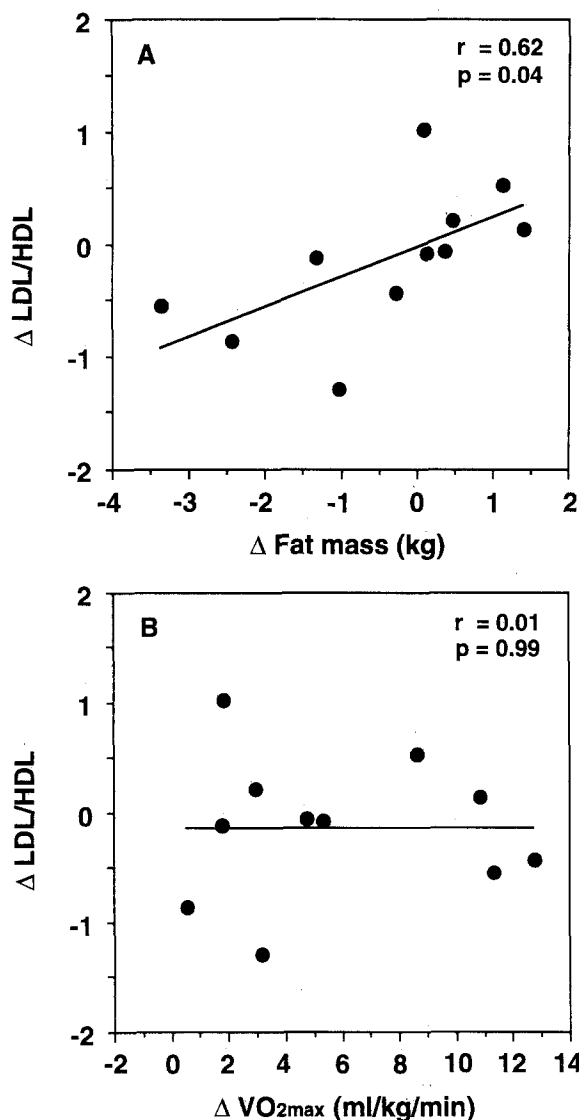 A
r = 0.62
p = 0.04
2
1
0
-1
-2
Δ LDL/HDL
-4 -3 -2 -1 0 1 2
Δ Fat mass (kg)
B
r = 0.01
p = 0.99
2
1
0
-1
-2
Δ LDL/HDL
-2 0 2 4 6 8 10 12 14
Δ VO2max (ml/kg/min)